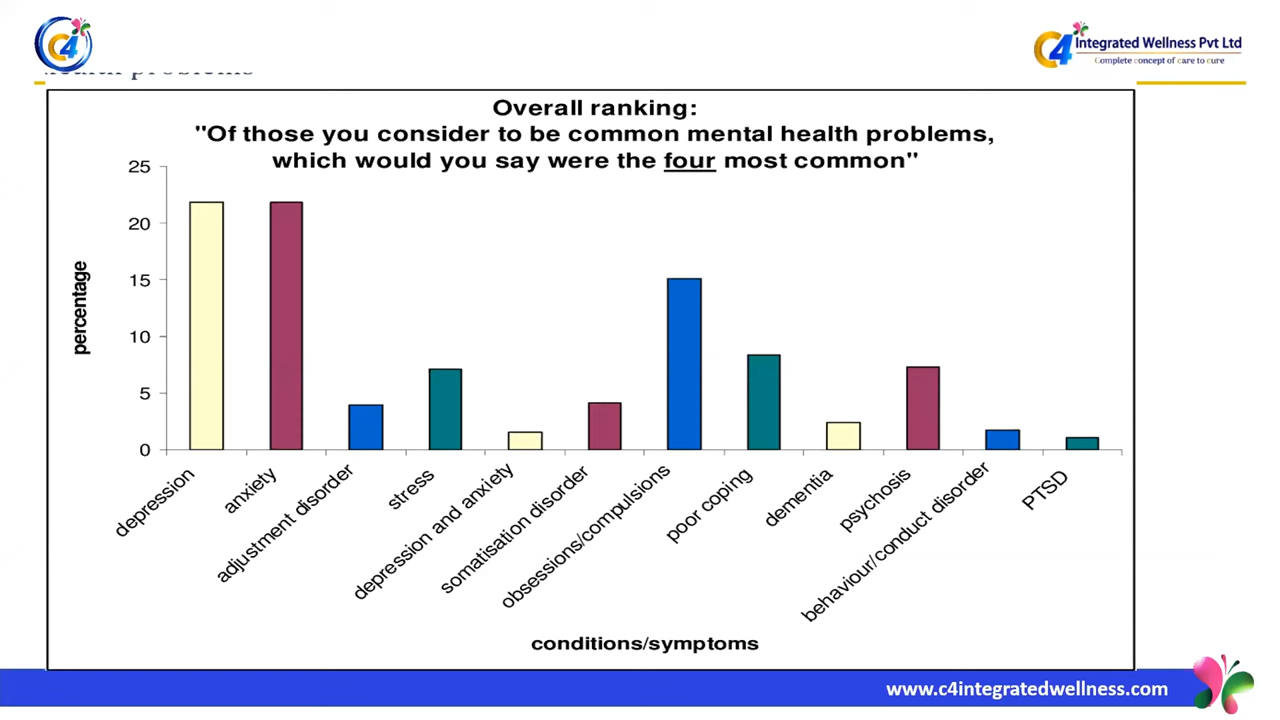 C4
C4 Integrated Wellness Pvt Ltd
Complete concept of care to cure
health problems
Overall ranking:
"Of those you consider to be common mental health problems,
which would you say were the four most common"
percentage
25
20
15
10
5
0
depression
anxiety
adjustment disorder
stress
depression and anxiety
somatisation disorder
obsessions/compulsions
poor coping
dementia
psychosis
behaviour/conduct disorder
PTSD
conditions/symptoms
www.c4integratedwellness.com